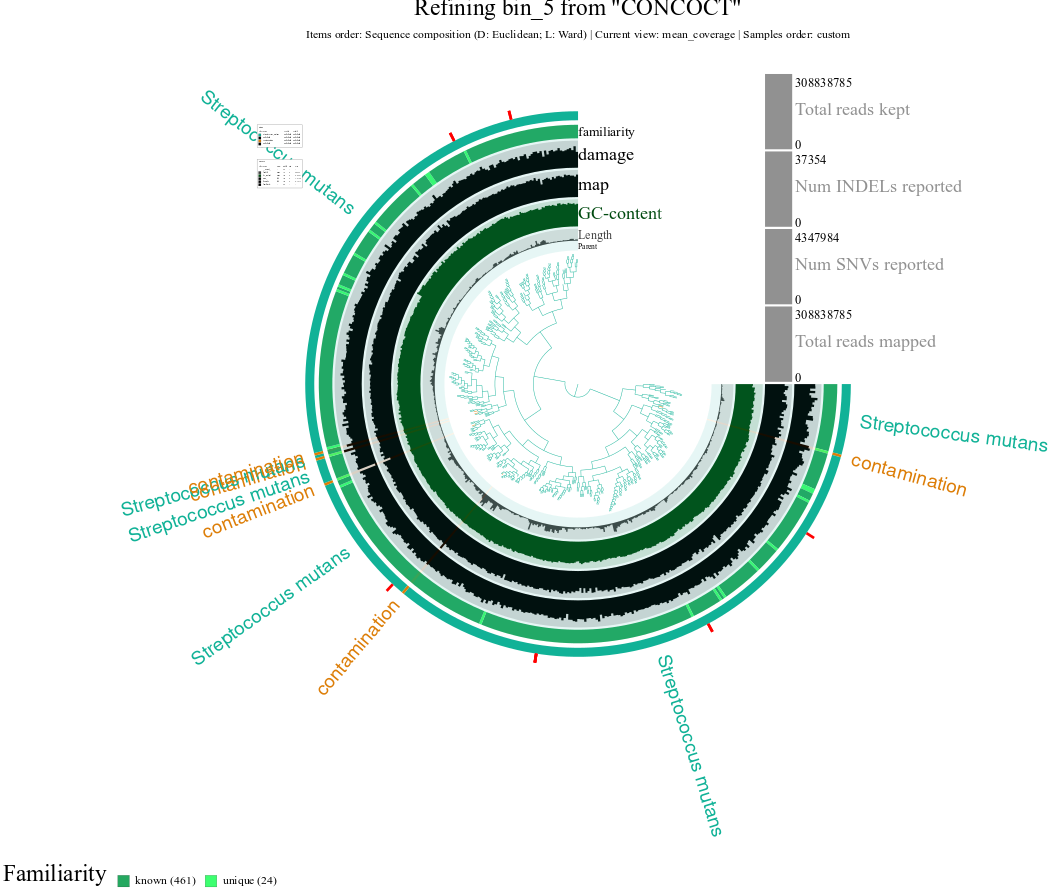 Refining bin_5 from "CONCOCT"
Items order: Sequence composition (D: Euclidean; L: Ward) | Current view: mean_coverage | Samples order: custom
308838785
Total reads kept
0
37354
Num INDELs reported
0
4347984
Num SNVs reported
0
308838785
Total reads mapped
0
familiarity
damage
map
GC-content
Length
Parent
Streptococcus mutans
Streptococcus mutans
contamination
contamination
contamination
Streptococcus mutans
Streptococcus mutans
contamination
Streptococcus mutans
contamination
Streptococcus mutans
Familiarity
known (461)
unique (24)